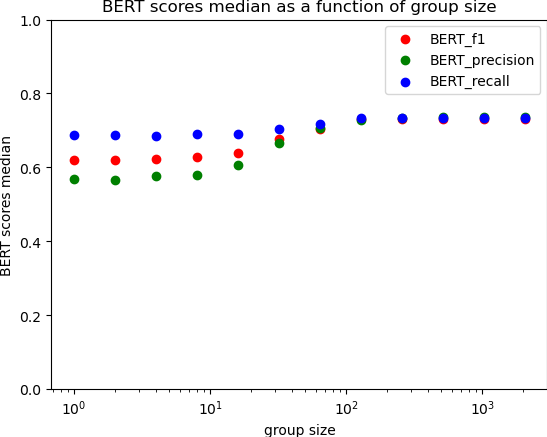 BERT scores median as a function of group size
BERT_f1
BERT_precision
BERT_recall
1.0
0.8
0.6
0.4
0.2
0.0
BERT scores median
10⁰
10¹
10²
10³
group size